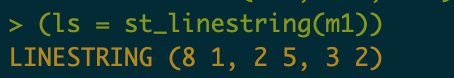 > (ls = st_linestring(m1))
LINESTRING (8 1, 2 5, 3 2)